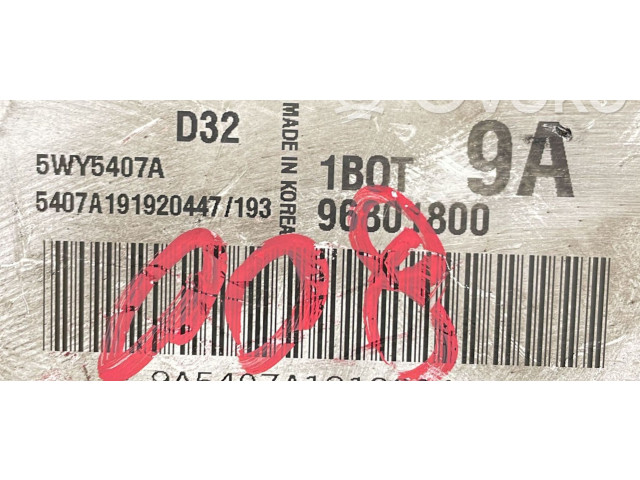 D32
5WY5407A
5407A191920447/193
MADE IN KOREA
1BOT
9A
96801800
008